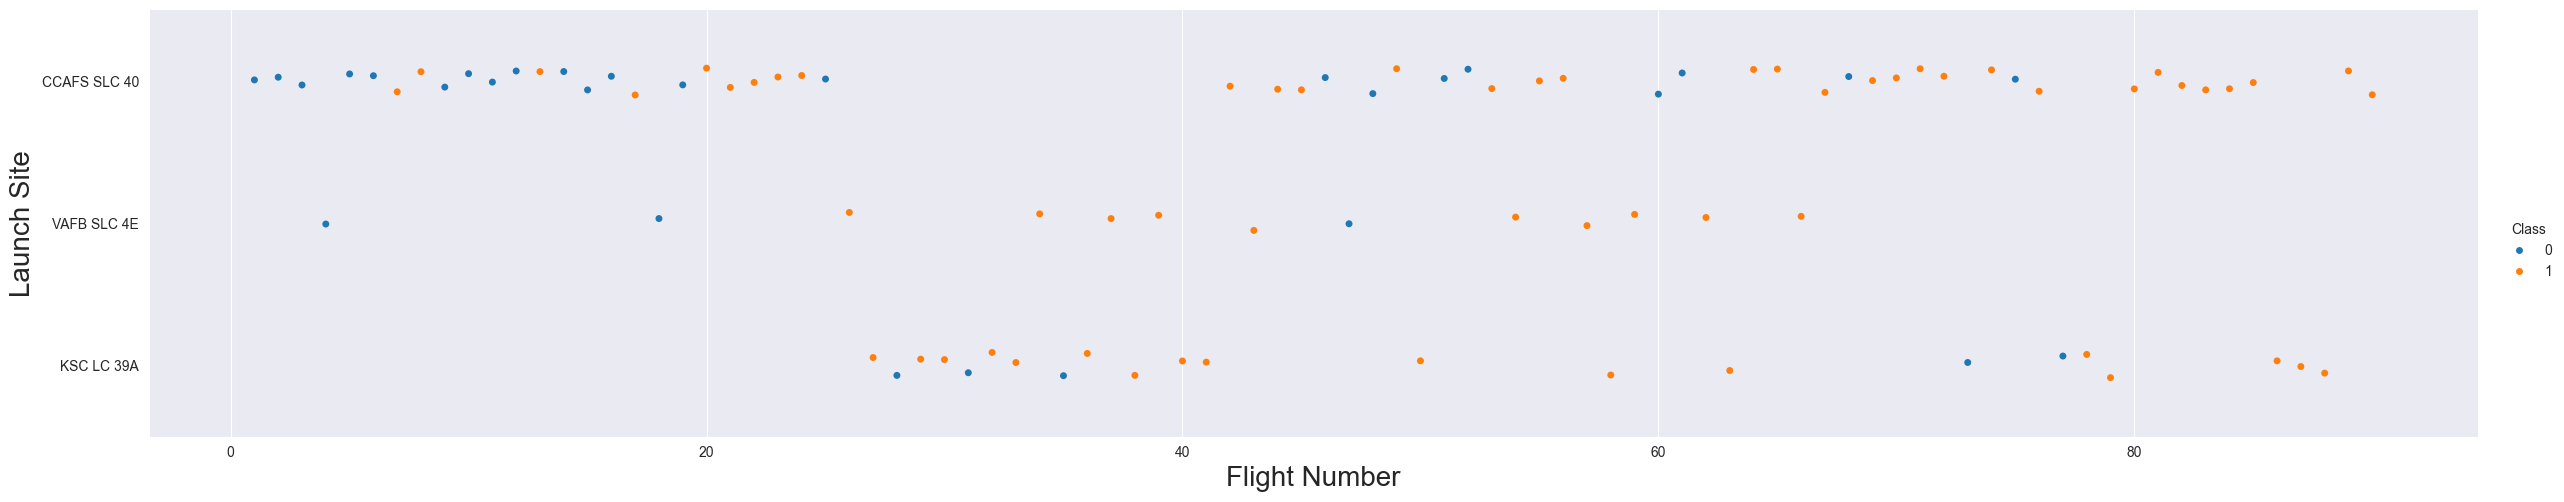 CCAFS SLC 40
VAFB SLC 4E
KSC LC 39A
Launch Site
0 20 40 60 80
Flight Number
Class
0
1